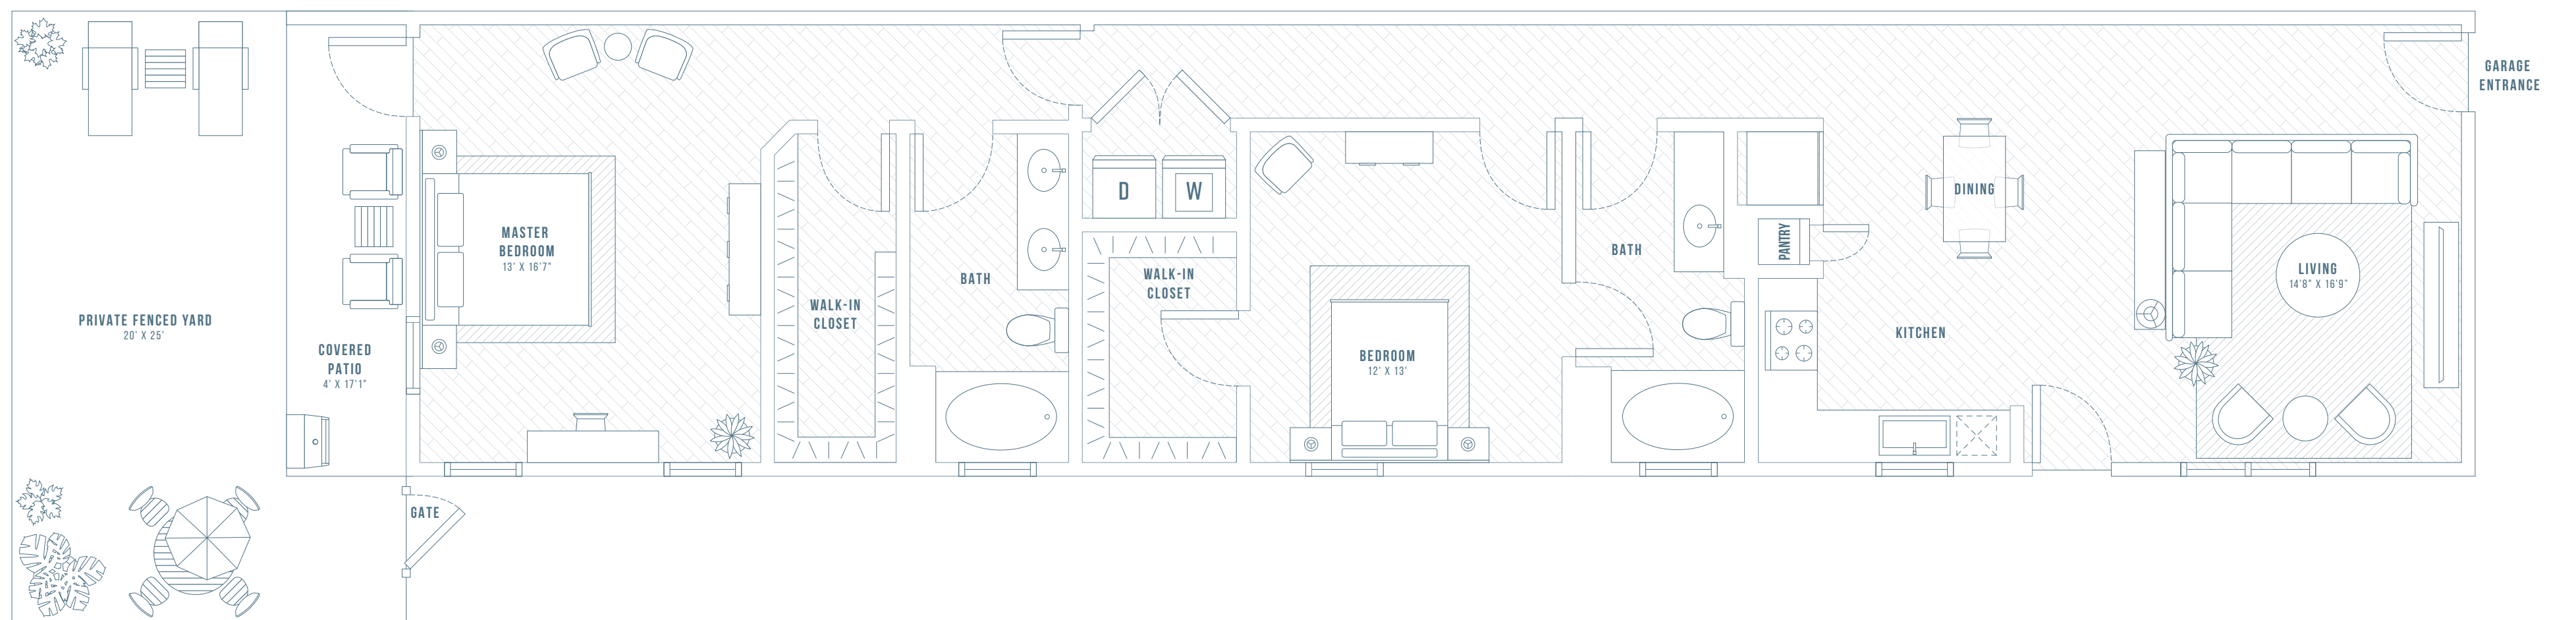 GARAGE
ENTRANCE
D
W
DINING
MASTER
BEDROOM
13' X 16'7"
PANTRY
BATH
BATH
WALK-IN
CLOSET
LIVING
14'8" X 16'9"
WALK-IN
CLOSET
PRIVATE FENCED YARD
20' X 25'
KITCHEN
COVERED
PATIO
4' X 17'1"
BEDROOM
12' X 13'
GATE